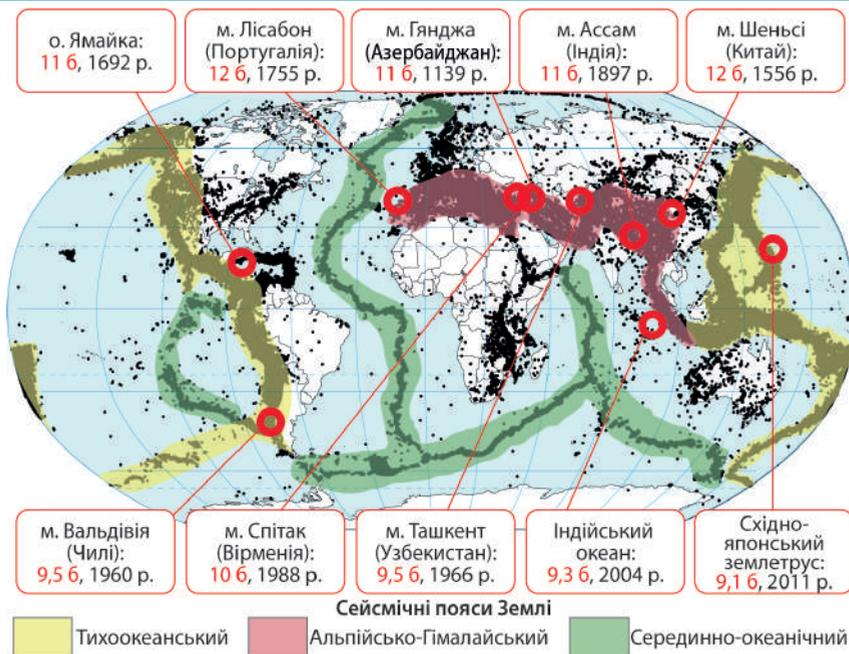 о. Ямайка:
11 б, 1692 р.
м. Лісабон
(Португалія):
12 б, 1755 р.
м. Гянджа
(Азербайджан):
11 б, 1139 р.
м. Ассам
(Індія):
11 б, 1897 р.
м. Шеньсі
(Китай):
12 б, 1556 р.
м. Вальдівія
(Чилі):
9,5 б, 1960 р.
м. Спітак
(Вірменія):
10 б, 1988 р.
м. Ташкент
(Узбекистан):
9,5 б, 1966 р.
Індійський
океан:
9,3 б, 2004 р.
Східно-
японський
землетрус:
9,1 б, 2011 р.
Сейсмічні пояси Землі
Тихоокеанський
Альпійсько-Гімалайський
Серединно-океанічний